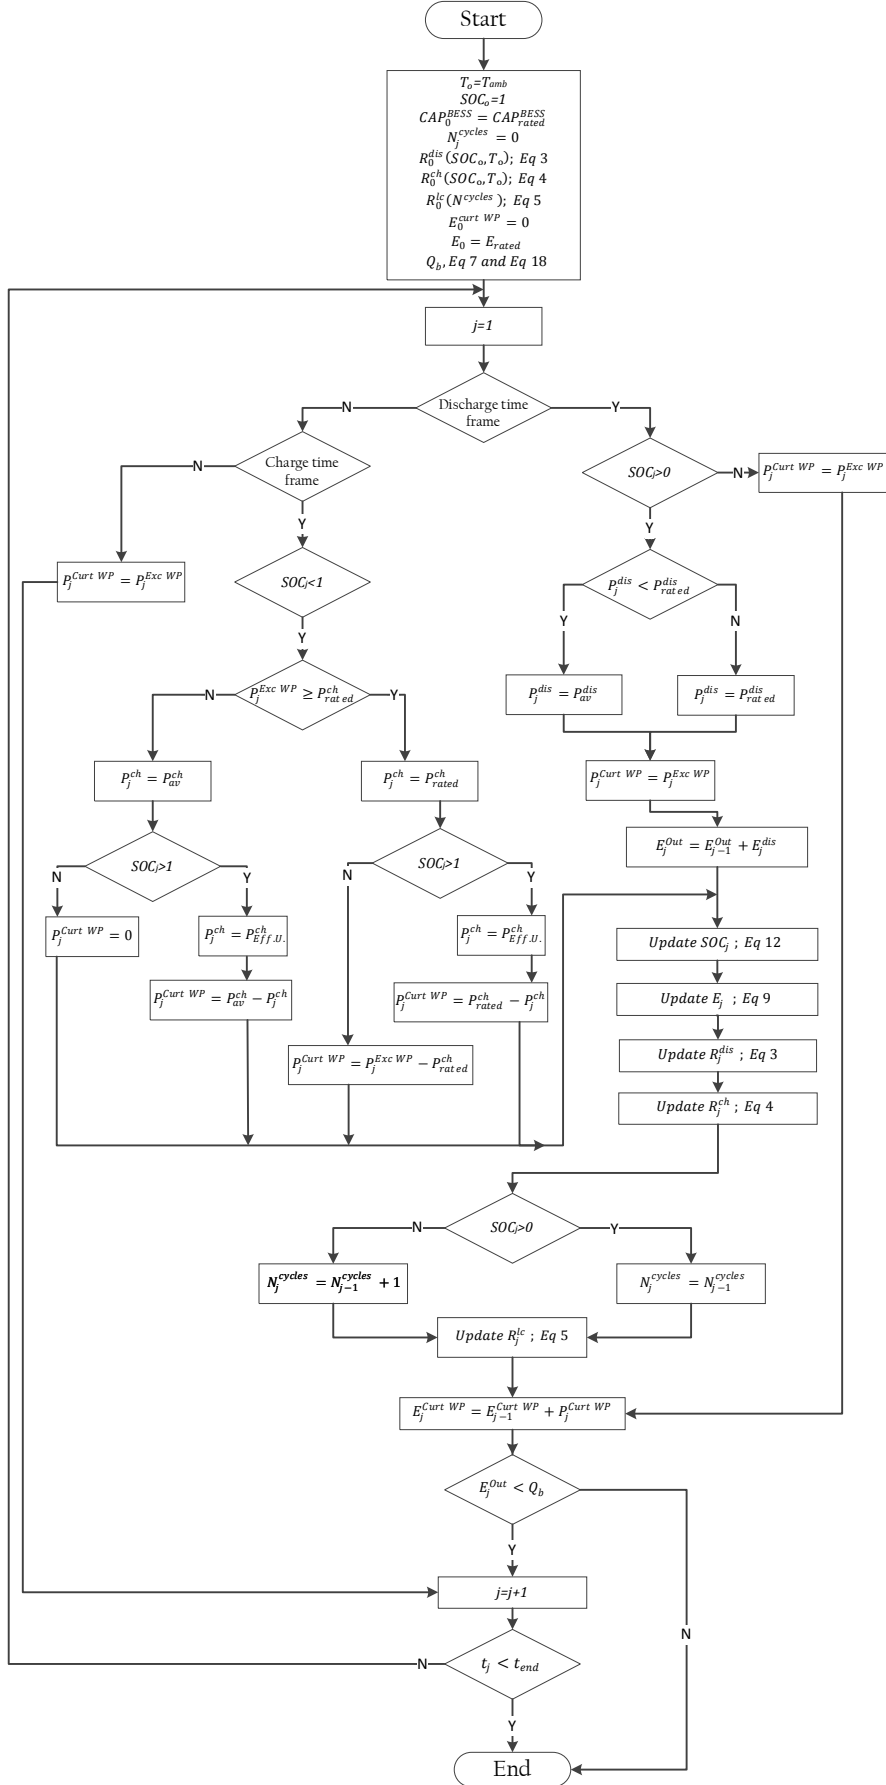 Start
T_o=T_amb
SOC_o=1
CAP_0^BESS = CAP_rated^BESS
N_j^cycles = 0
R_0^dis(SOC_o,T_o); Eq 3
R_0^ch(SOC_o,T_o); Eq 4
R_0^lc(N^cycles); Eq 5
E_0^curt WP = 0
E_0 = E_rated
Q_b, Eq 7 and Eq 18
j=1
Discharge time
frame
N
Y
Charge time
frame
N
Y
SOC_j>0
N
Y
P_j^Curt WP = P_j^Exc WP
P_j^Curt WP = P_j^Exc WP
SOC_j<1
Y
P_j^dis < P_rated^dis
Y
N
P_j^Exc WP ≥ P_rated^ch
N
Y
P_j^dis = P_av^dis
P_j^dis = P_rated^dis
P_j^ch = P_av^ch
P_j^ch = P_rated^ch
P_j^Curt WP = P_j^Exc WP
E_j^Out = E_j−1^Out + E_j^dis
SOC_j>1
N
Y
SOC_j>1
N
Y
P_j^Curt WP = 0
P_j^ch = P_Eff.U.^ch
P_j^ch = P_Eff.U.^ch
P_j^Curt WP = P_av^ch − P_j^ch
P_j^Curt WP = P_rated^ch − P_j^ch
P_j^Curt WP = P_j^Exc WP − P_rated^ch
Update SOC_j ; Eq 12
Update E_j ; Eq 9
Update R_j^dis ; Eq 3
Update R_j^ch ; Eq 4
SOC_j>0
N
Y
N_j^cycles = N_j−1^cycles + 1
N_j^cycles = N_j−1^cycles
Update R_j^lc ; Eq 5
E_j^Curt WP = E_j−1^Curt WP + P_j^Curt WP
E_j^Out < Q_b
Y
N
j=j+1
t_j < t_end
N
Y
End